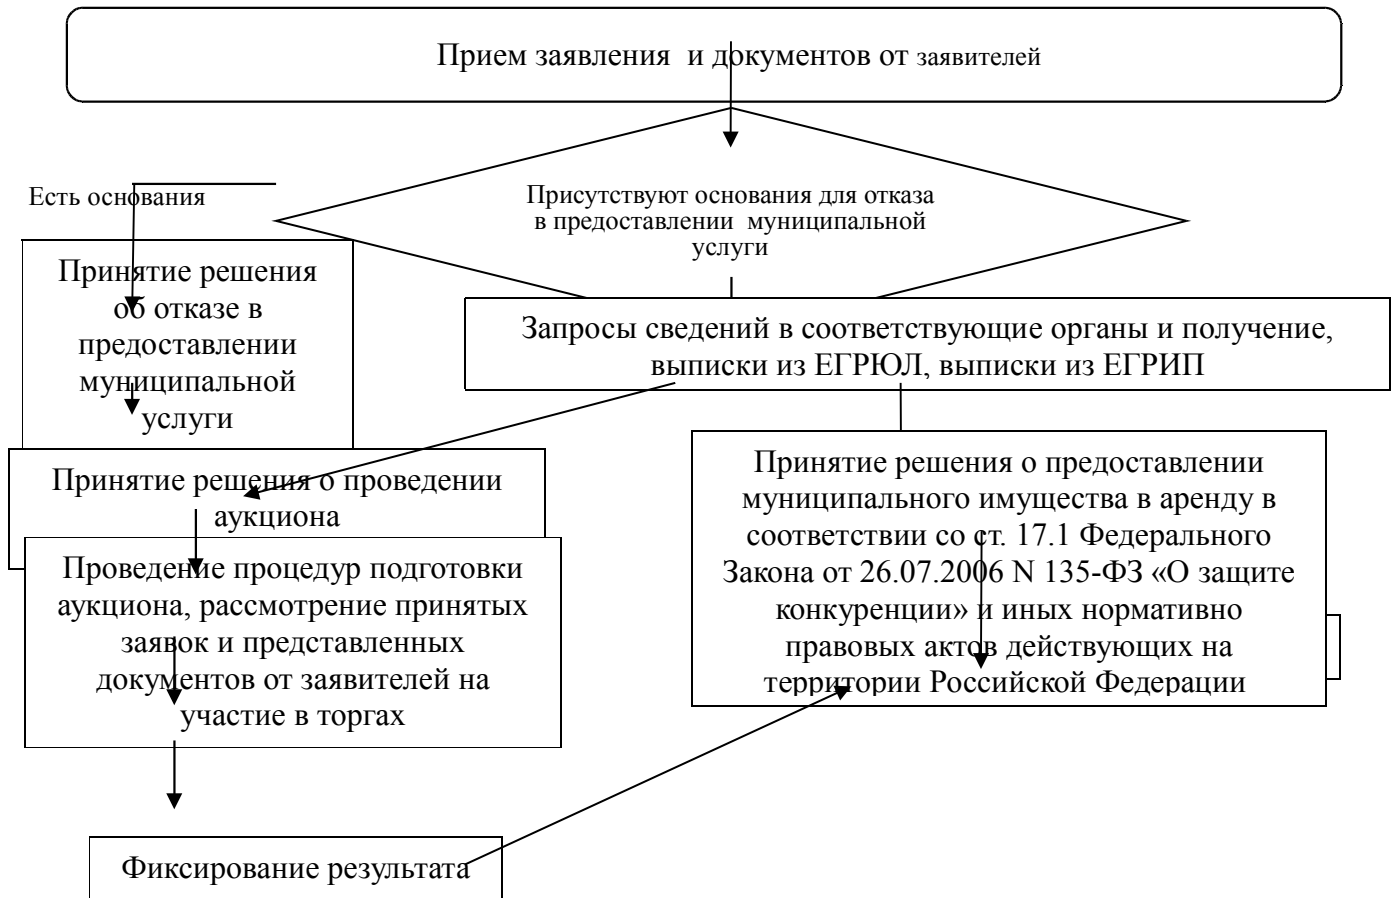 Прием заявления и документов от заявителей
Есть основания
Присутствуют основания для отказа
в предоставлении муниципальной
услуги
Принятие решения
об отказе в
предоставлении
муниципальной
услуги
Запросы сведений в соответствующие органы и получение,
выписки из ЕГРЮЛ, выписки из ЕГРИП
Принятие решения о проведении
аукциона
Принятие решения о предоставлении
муниципального имущества в аренду в
соответствии со ст. 17.1 Федерального
Закона от 26.07.2006 N 135-ФЗ «О защите
конкуренции» и иных нормативно
правовых актов действующих на
территории Российской Федерации
Проведение процедур подготовки
аукциона, рассмотрение принятых
заявок и представленных
документов от заявителей на
участие в торгах
Фиксирование результата